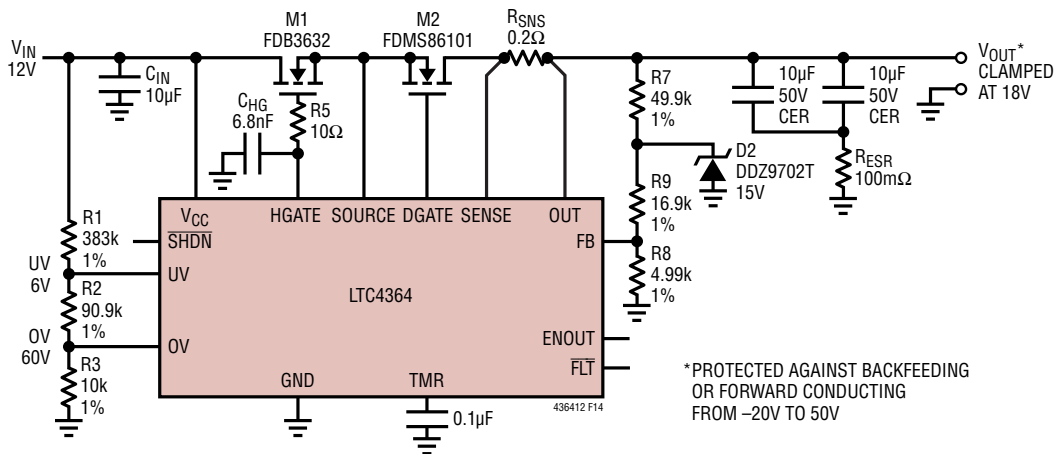 V_IN
12V
C_IN
10µF
M1
FDB3632
M2
FDMS86101
R_SNS
0.2Ω
V_OUT*
CLAMPED
AT 18V
C_HG
6.8nF
R5
10Ω
R7
49.9k
1%
10µF
50V
CER
10µF
50V
CER
D2
DDZ9702T
15V
R_ESR
100mΩ
R9
16.9k
1%
R8
4.99k
1%
R1
383k
1%
UV
6V
R2
90.9k
1%
OV
60V
R3
10k
1%
V_CC
HGATE
SOURCE
DGATE
SENSE
OUT
SHDN
UV
OV
FB
LTC4364
ENOUT
FLT
GND
TMR
0.1µF
436412 F14
*PROTECTED AGAINST BACKFEEDING
OR FORWARD CONDUCTING
FROM –20V TO 50V